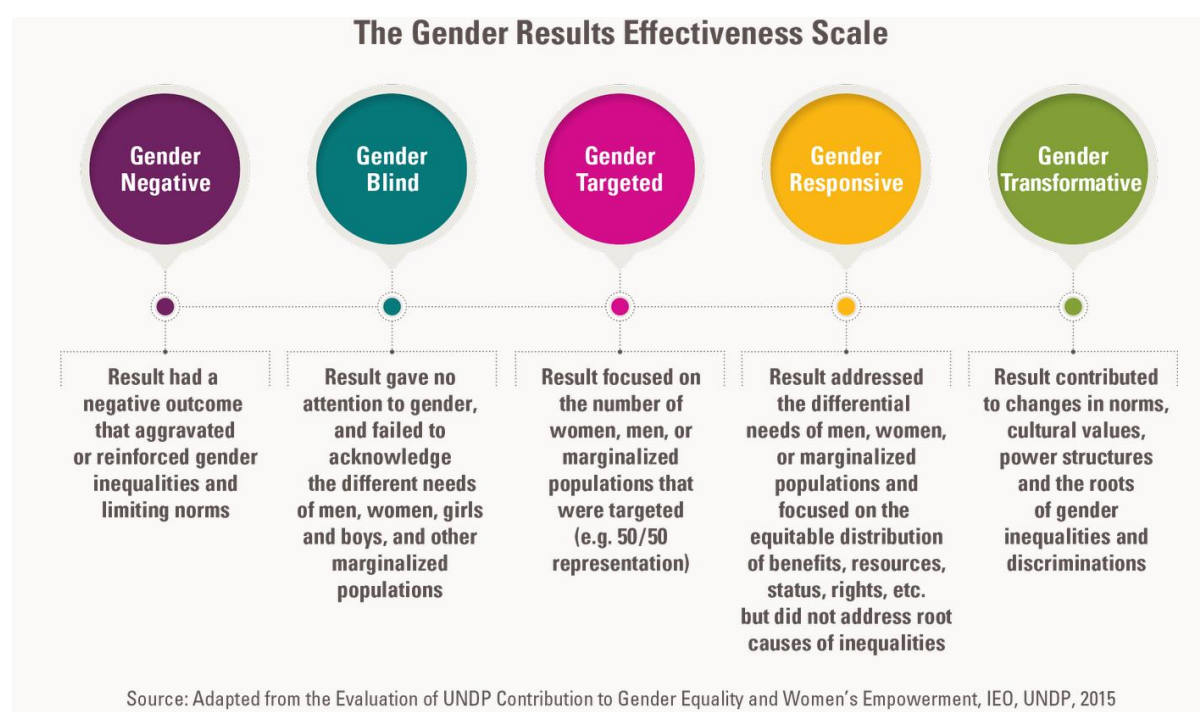 The Gender Results Effectiveness Scale
Gender
Negative
Gender
Blind
Gender
Targeted
Gender
Responsive
Gender
Transformative
Result had a
negative outcome
that aggravated
or reinforced gender
inequalities and
limiting norms
Result gave no
attention to gender,
and failed to
acknowledge
the different needs
of men, women, girls
and boys, and other
marginalized
populations
Result focused on
the number of
women, men, or
marginalized
populations that
were targeted
(e.g. 50/50
representation)
Result addressed
the differential
needs of men, women,
or marginalized
populations and
focused on the
equitable distribution
of benefits, resources,
status, rights, etc.
but did not address root
causes of inequalities
Result contributed
to changes in norms,
cultural values,
power structures
and the roots
of gender
inequalities and
discriminations
Source: Adapted from the Evaluation of UNDP Contribution to Gender Equality and Women's Empowerment, IEO, UNDP, 2015